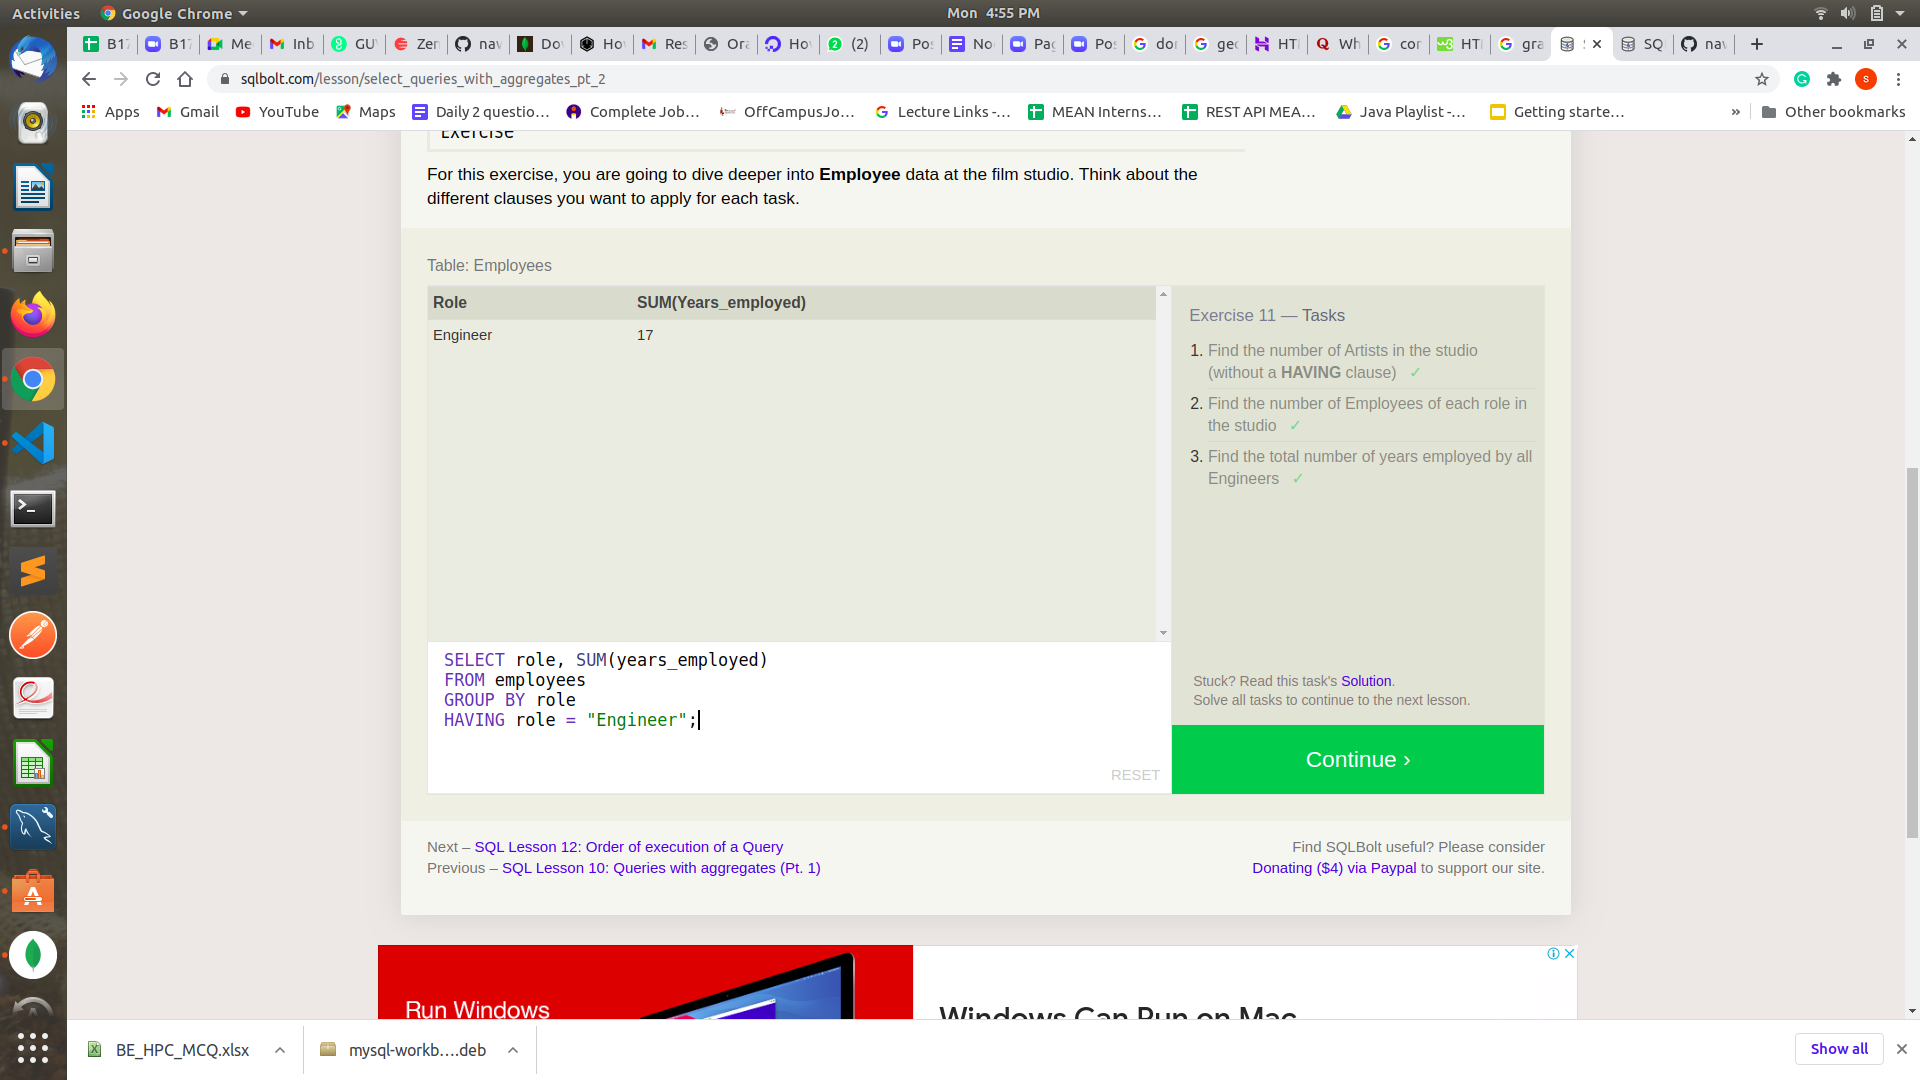 Activities Google Chrome Mon 4:55 PM
B17 B17 Me Inb GU Zen nav Do Ho Res Ora Ho (2) Pos No Pag Pos dor geo HT Wh cor HT gra SQ nav
sqlbolt.com/lesson/select_queries_with_aggregates_pt_2
Apps Gmail YouTube Maps Daily 2 questio... Complete Job... OffCampusJo... Lecture Links -... MEAN Interns... REST API MEA... Java Playlist -... Getting starte... » Other bookmarks
Exercise
For this exercise, you are going to dive deeper into Employee data at the film studio. Think about the
different clauses you want to apply for each task.
Table: Employees
Role SUM(Years_employed)
Engineer 17
Exercise 11 — Tasks
1. Find the number of Artists in the studio
(without a HAVING clause) ✓
2. Find the number of Employees of each role in
the studio ✓
3. Find the total number of years employed by all
Engineers ✓
SELECT role, SUM(years_employed)
FROM employees
GROUP BY role
HAVING role = "Engineer";
RESET
Stuck? Read this task's Solution.
Solve all tasks to continue to the next lesson.
Continue ›
Next – SQL Lesson 12: Order of execution of a Query
Previous – SQL Lesson 10: Queries with aggregates (Pt. 1)
Find SQLBolt useful? Please consider
Donating ($4) via Paypal to support our site.
Run Windows
Windows Can Run on Mac
BE_HPC_MCQ.xlsx mysql-workb....deb Show all